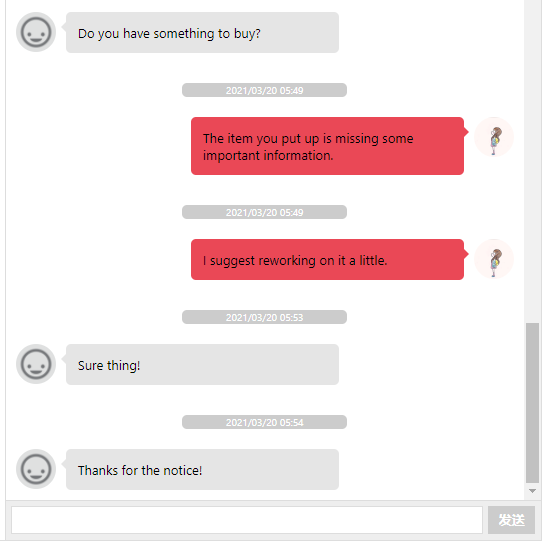 Do you have something to buy?
2021/03/20 05:49
The item you put up is missing some
important information.
2021/03/20 05:49
I suggest reworking on it a little.
2021/03/20 05:53
Sure thing!
2021/03/20 05:54
Thanks for the notice!
发送